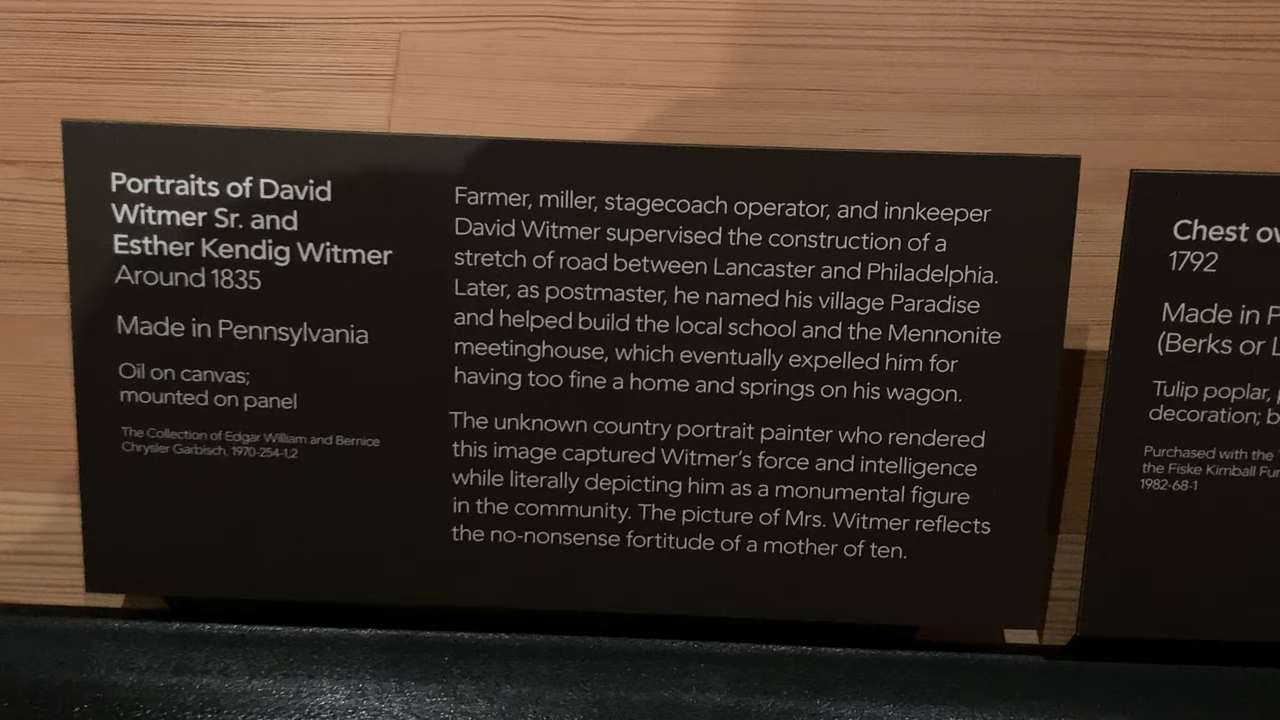 Portraits of David
Witmer Sr. and
Esther Kendig Witmer
Around 1835
Made in Pennsylvania
Oil on canvas;
mounted on panel
The Collection of Edgar William and Bernice
Chrysler Garbisch, 1970-254-1,2
Farmer, miller, stagecoach operator, and innkeeper
David Witmer supervised the construction of a
stretch of road between Lancaster and Philadelphia.
Later, as postmaster, he named his village Paradise
and helped build the local school and the Mennonite
meetinghouse, which eventually expelled him for
having too fine a home and springs on his wagon.
The unknown country portrait painter who rendered
this image captured Witmer's force and intelligence
while literally depicting him as a monumental figure
in the community. The picture of Mrs. Witmer reflects
the no-nonsense fortitude of a mother of ten.
Chest
1792
Made in
(Berks or
Tulip poplar,
decoration;
Purchased with the
the Fiske Kimball
1982-68-1